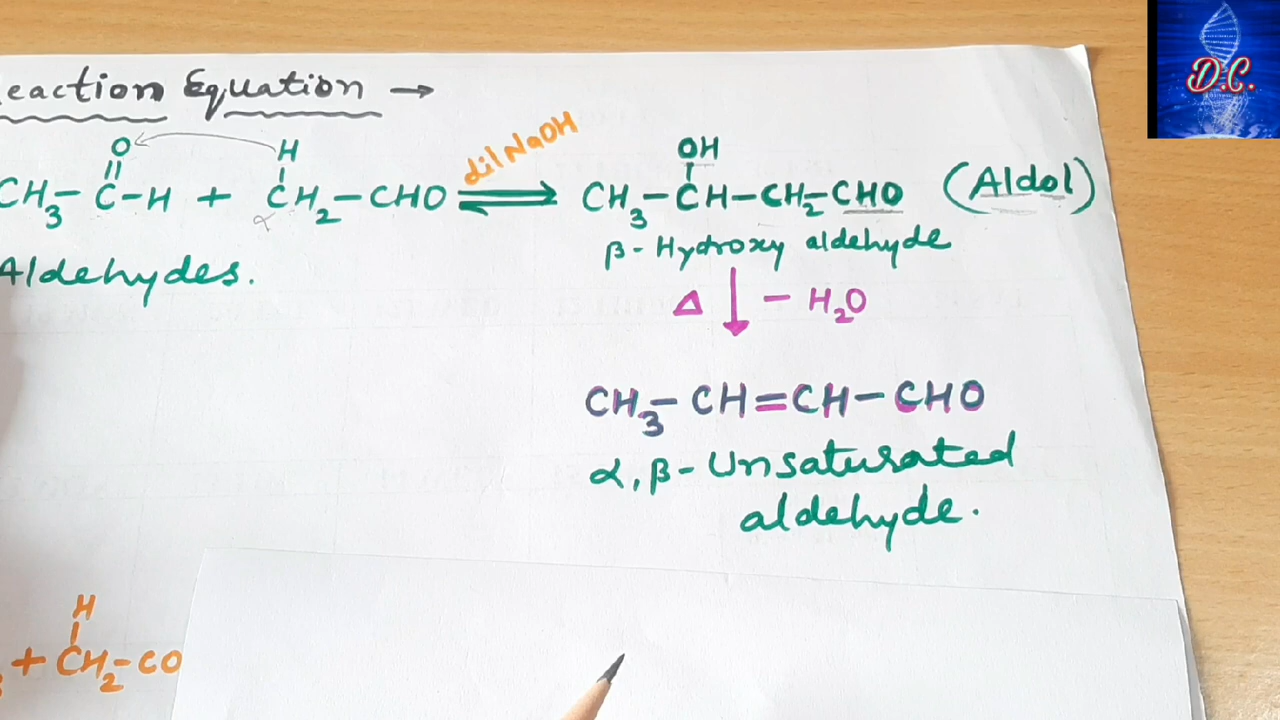 eaction Equation →
O H OH
CH3-C-H + CH2-CHO dil NaOH ⇌ CH3-CH-CH2-CHO (Aldol)
α
Aldehydes.
β-Hydroxy aldehyde
Δ ↓ - H2O
CH3-CH=CH-CHO
α,β-Unsaturated
aldehyde.
H
+ CH2-CO
D.C.